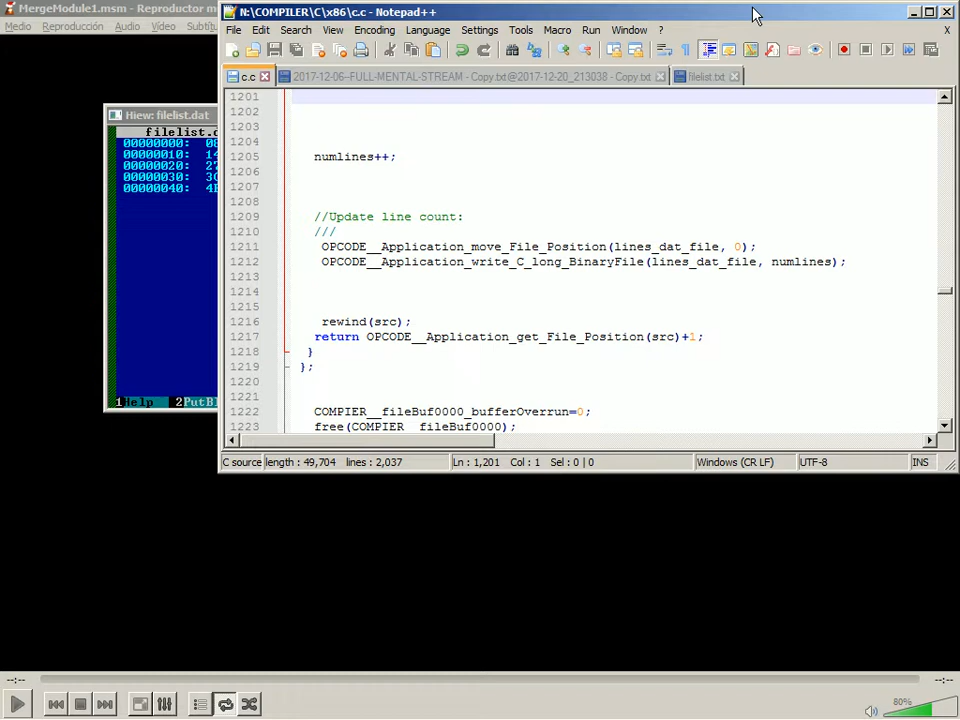 MergeModule1.msm - Reproductor m
Medio Reproducción Audio Video
N:\COMPILER\C\x86\c.c - Notepad++
File Edit Search View Encoding Language Settings Tools Macro Run Window ? X
c.c 2017-12-06--FULL-MENTAL-STREAM - Copy.txt@2017-12-20_213038 - Copy.txt filelist.txt
Hiew: filelist.dat
filelist.d
00000000: 08
00000010: 14
00000020: 27
00000030: 3C
00000040: 4E
1Help 2PutBl
1201
1202
1203
1204
1205 numlines++;
1206
1207
1208
1209 //Update line count:
1210 ///
1211 OPCODE__Application_move_File_Position(lines_dat_file, 0);
1212 OPCODE__Application_write_C_long_BinaryFile(lines_dat_file, numlines);
1213
1214
1215
1216 rewind(src);
1217 return OPCODE__Application_get_File_Position(src)+1;
1218 }
1219 };
1220
1221
1222 COMPIER__fileBuf0000_bufferOverrun=0;
1223 free(COMPIER__fileBuf0000);
C source length : 49,704 lines : 2,037 Ln : 1,201 Col : 1 Sel : 0 | 0 Windows (CR LF) UTF-8 INS
--:-- --:--
80%